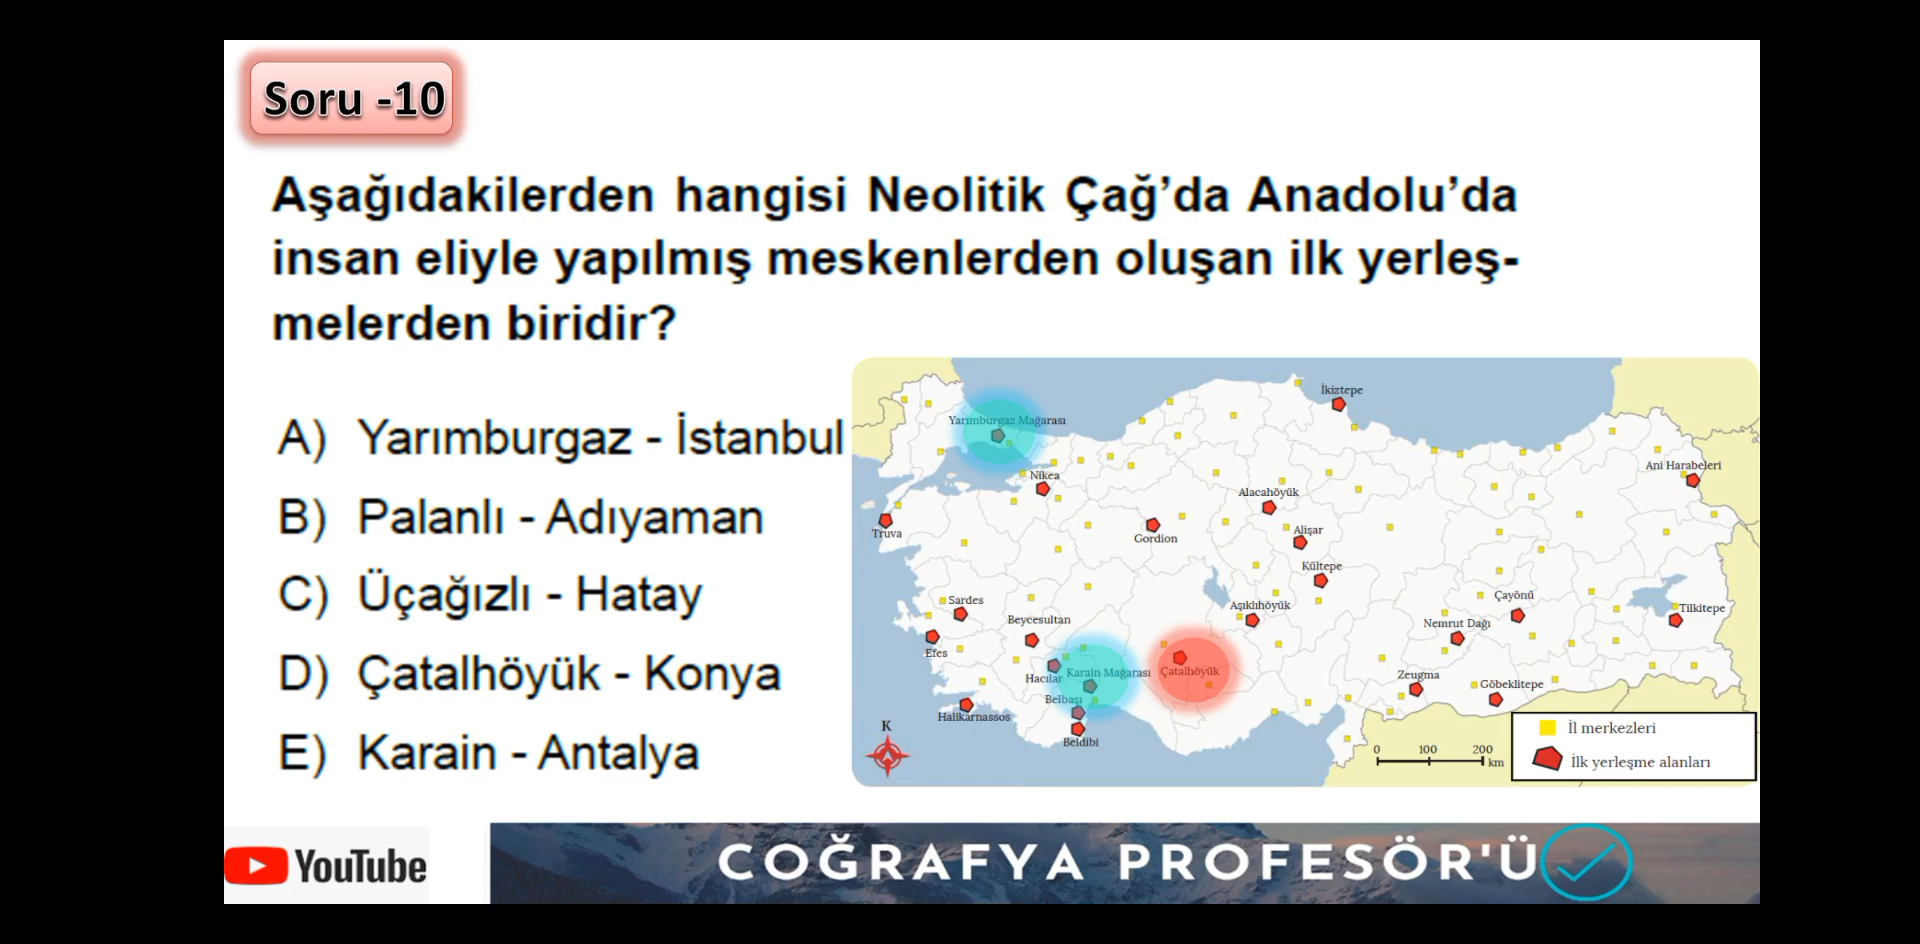 Soru -10
Aşağıdakilerden hangisi Neolitik Çağ’da Anadolu’da
insan eliyle yapılmış meskenlerden oluşan ilk yerleş-
melerden biridir?
A) Yarımburgaz - İstanbul
B) Palanlı - Adıyaman
C) Üçağızlı - Hatay
D) Çatalhöyük - Konya
E) Karain - Antalya
İkiztepe
Yarımburgaz Mağarası
Ani Harabeleri
Nikea
Alacahöyük
Truva
Gordion
Alişar
Kültepe
Sardes
Beycesultan
Aşıklıhöyük
Çayönü
Tilkitepe
Nemrut Dağı
Efes
Hacılar
Karain Mağarası
Çatalhöyük
Zeugma
Göbeklitepe
Belbaşı
Halikarnassos
Beldibi
K
0 100 200
km
İl merkezleri
İlk yerleşme alanları
YouTube
COĞRAFYA PROFESÖR'Ü